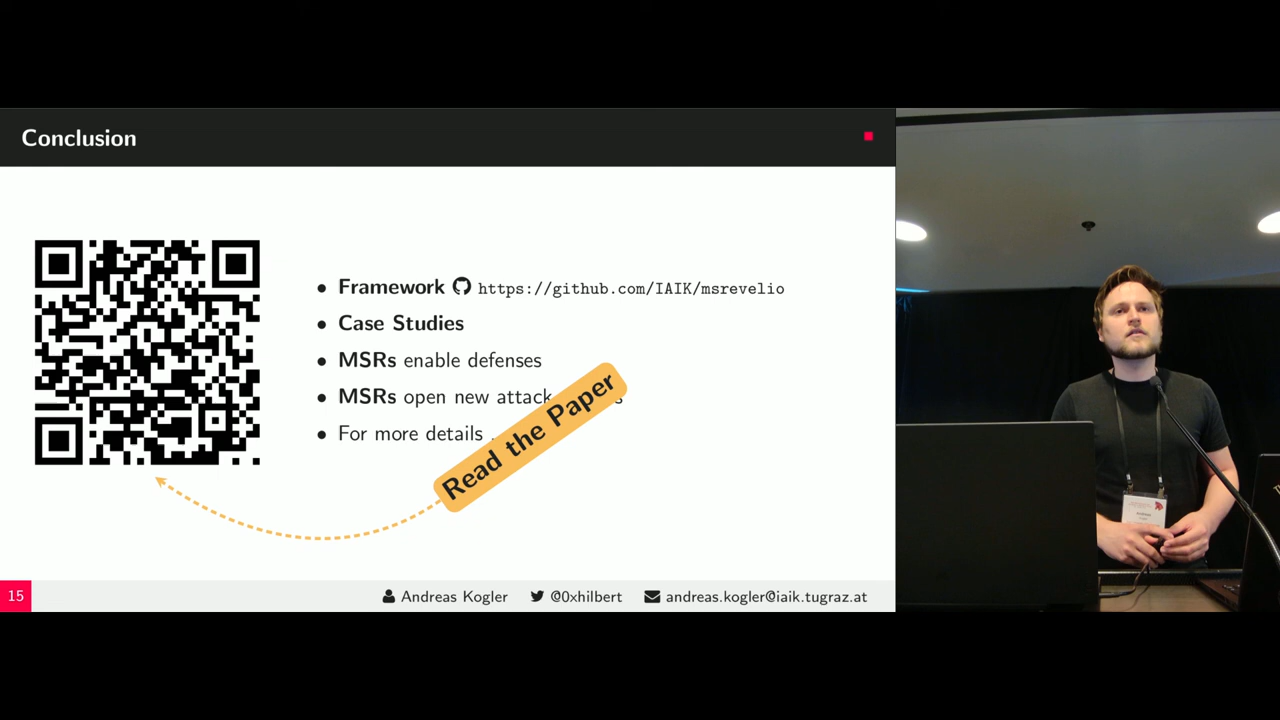 Conclusion
• Framework https://github.com/IAIK/msrevelio
• Case Studies
• MSRs enable defenses
• MSRs open new attack
• For more details
Read the Paper
15
Andreas Kogler
@0xhilbert
andreas.kogler@iaik.tugraz.at